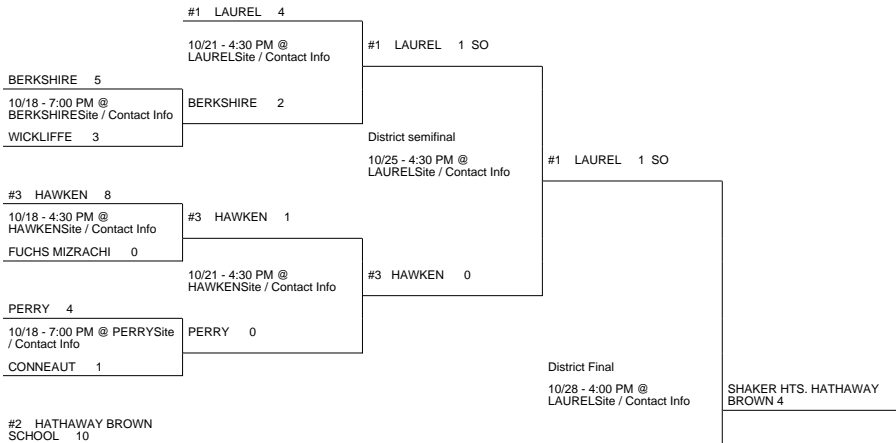 #1 LAUREL 4
10/21 - 4:30 PM @
LAURELSite / Contact Info
#1 LAUREL 1 SO
BERKSHIRE 5
10/18 - 7:00 PM @
BERKSHIRESite / Contact Info
BERKSHIRE 2
WICKLIFFE 3
District semifinal
10/25 - 4:30 PM @
LAURELSite / Contact Info
#1 LAUREL 1 SO
#3 HAWKEN 8
10/18 - 4:30 PM @
HAWKENSite / Contact Info
#3 HAWKEN 1
FUCHS MIZRACHI 0
10/21 - 4:30 PM @
HAWKENSite / Contact Info
#3 HAWKEN 0
PERRY 4
10/18 - 7:00 PM @ PERRYSite
/ Contact Info
PERRY 0
CONNEAUT 1
District Final
10/28 - 4:00 PM @
LAURELSite / Contact Info
SHAKER HTS. HATHAWAY
BROWN 4
#2 HATHAWAY BROWN
SCHOOL 10